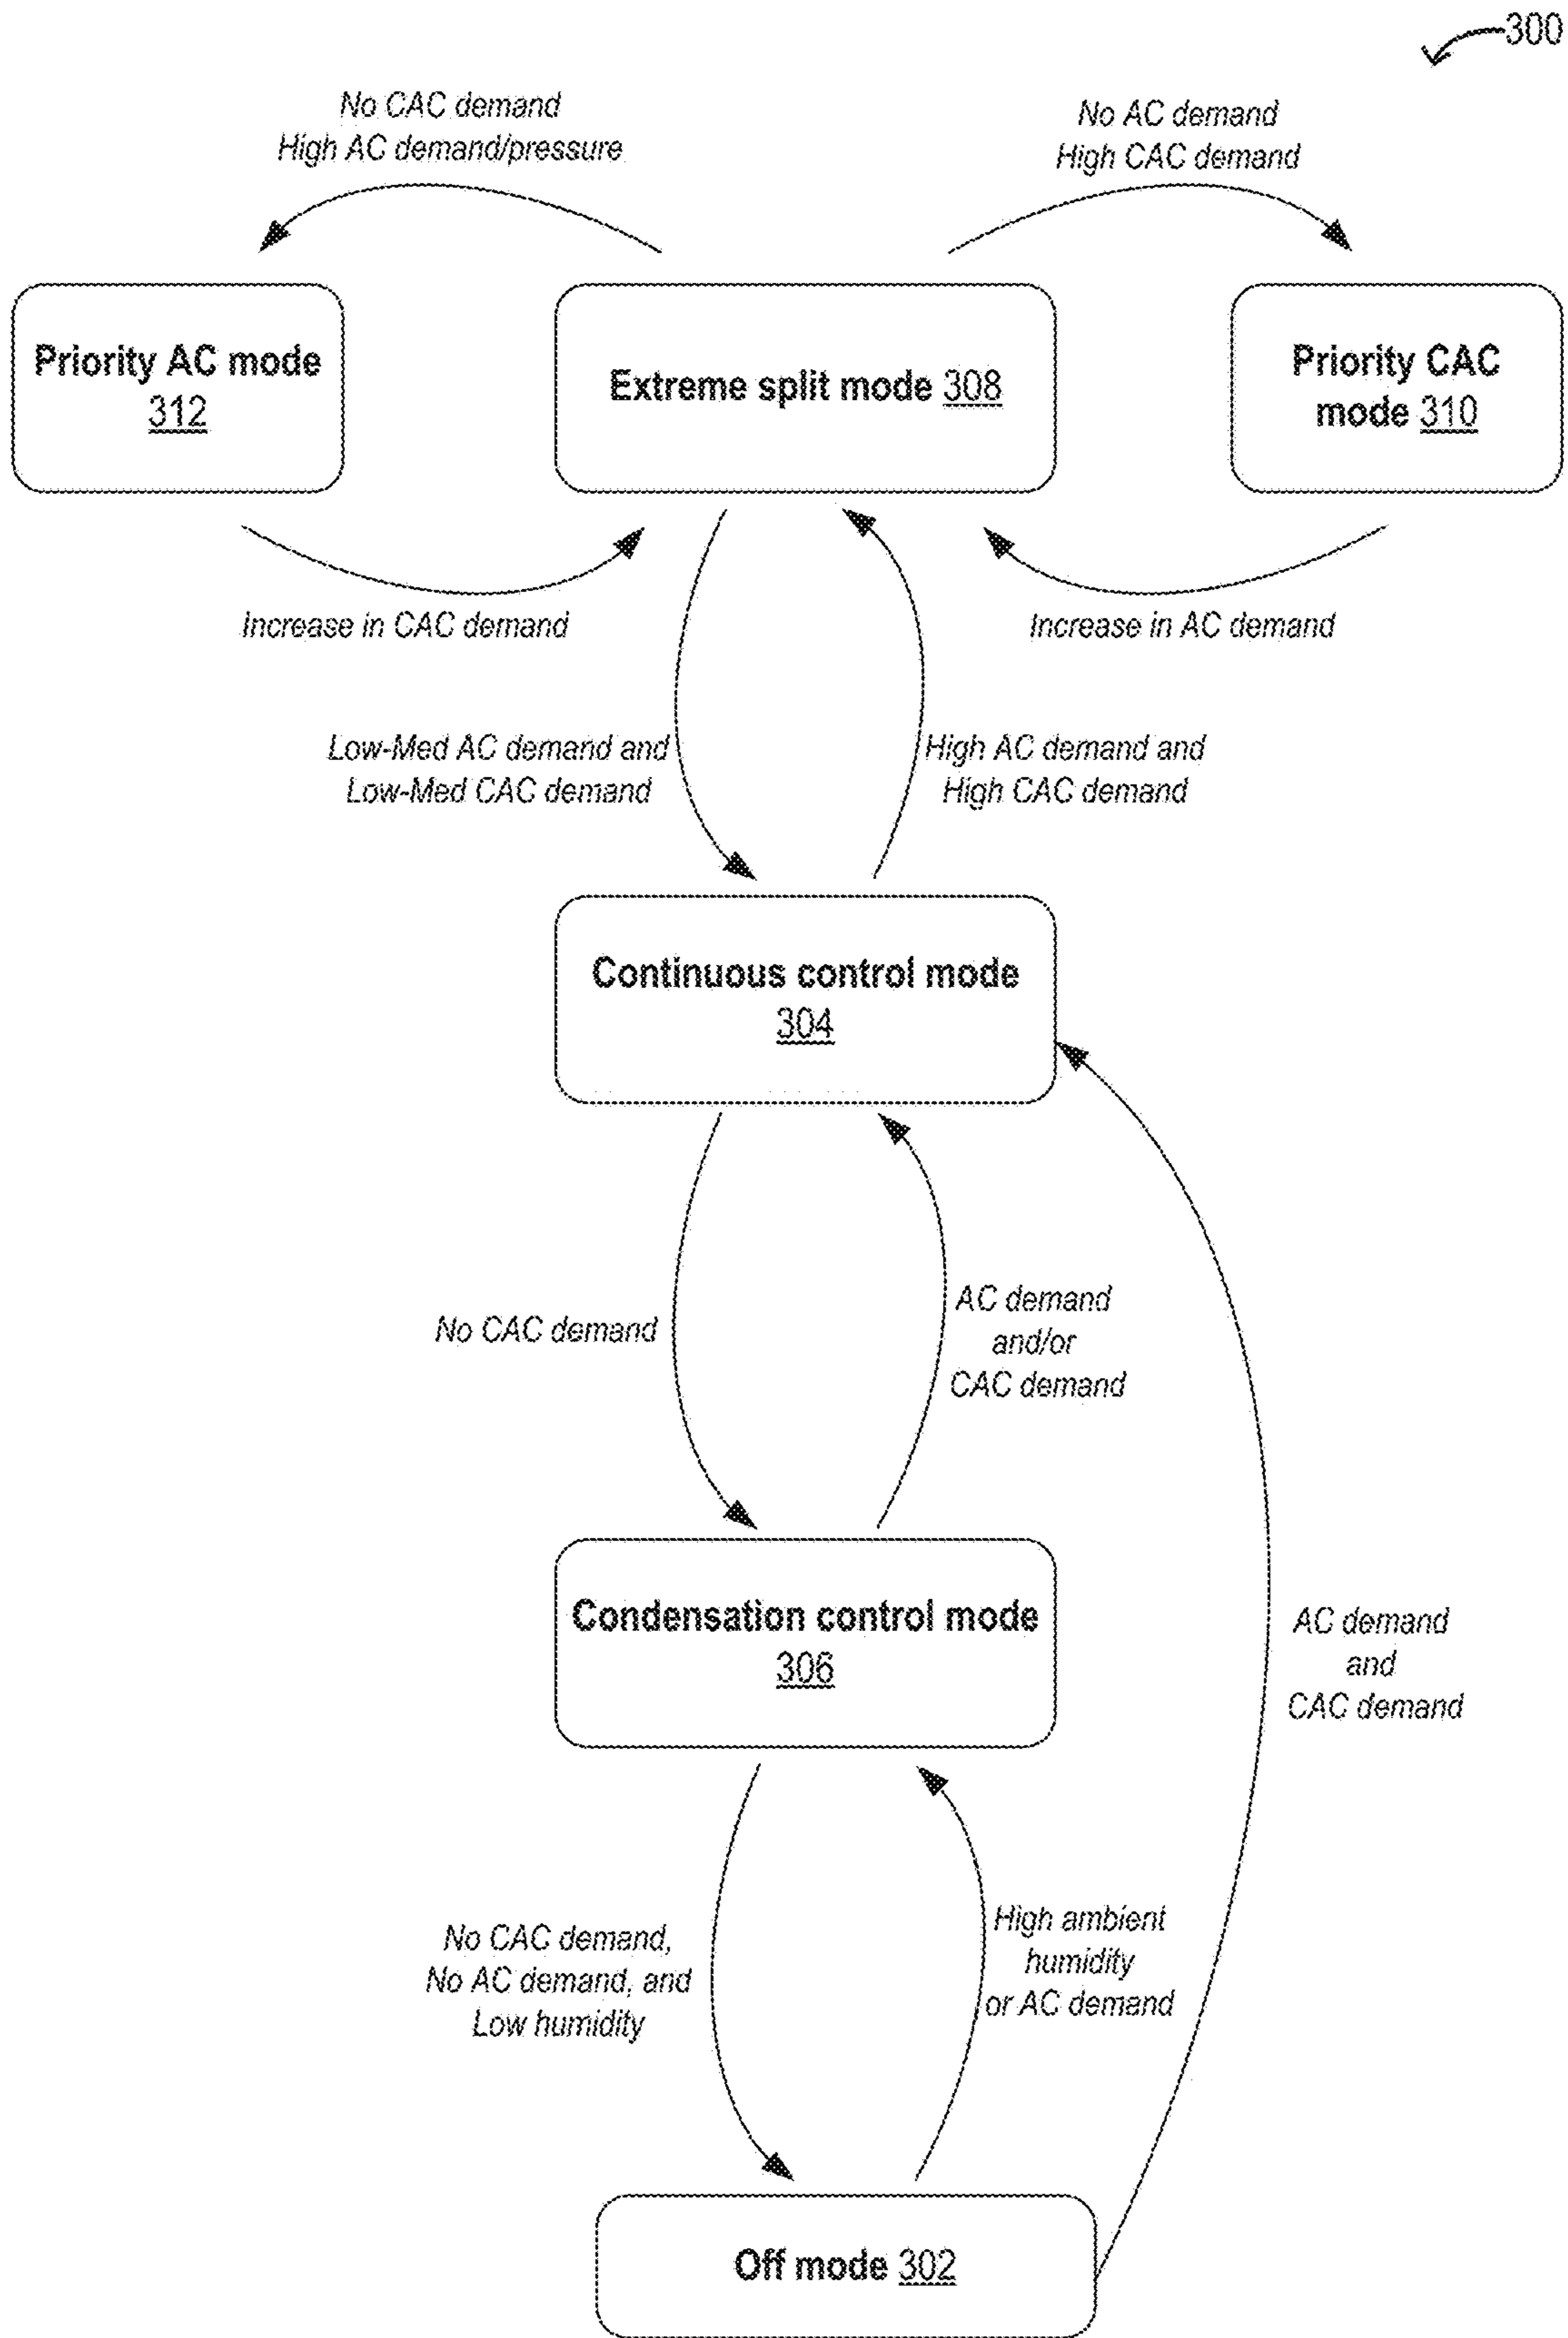 300
No CAC demand
High AC demand/pressure
No AC demand
High CAC demand
Priority AC mode
312
Extreme split mode 308
Priority CAC
mode 310
Increase in CAC demand
Increase in AC demand
Low-Med AC demand and
Low-Med CAC demand
High AC demand and
High CAC demand
Continuous control mode
304
No CAC demand
AC demand
and/or
CAC demand
Condensation control mode
306
AC demand
and
CAC demand
No CAC demand,
No AC demand, and
Low humidity
High ambient
humidity
or AC demand
Off mode 302